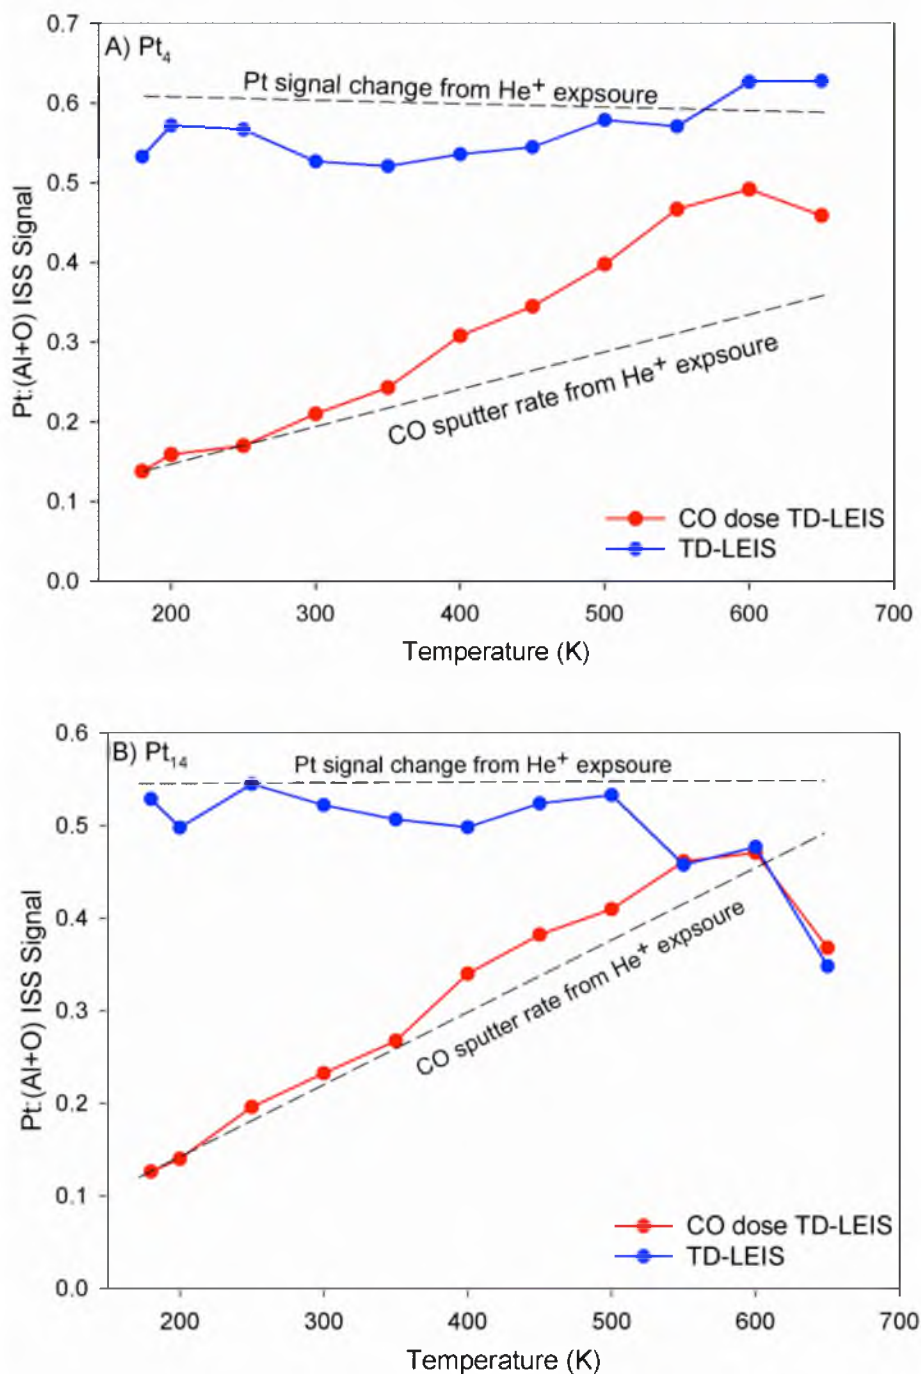 0.7
A) Pt4
Pt signal change from He+ expsoure
0.6
0.5
0.4
0.3
0.2
0.1
0.0
Pt:(Al+O) ISS Signal
CO sputter rate from He+ expsoure
CO dose TD-LEIS
TD-LEIS
200 300 400 500 600 700
Temperature (K)
0.6
B) Pt14
Pt signal change from He+ expsoure
0.5
0.4
0.3
0.2
0.1
0.0
Pt:(Al+O) ISS Signal
CO sputter rate from He+ expsoure
CO dose TD-LEIS
TD-LEIS
200 300 400 500 600 700
Temperature (K)